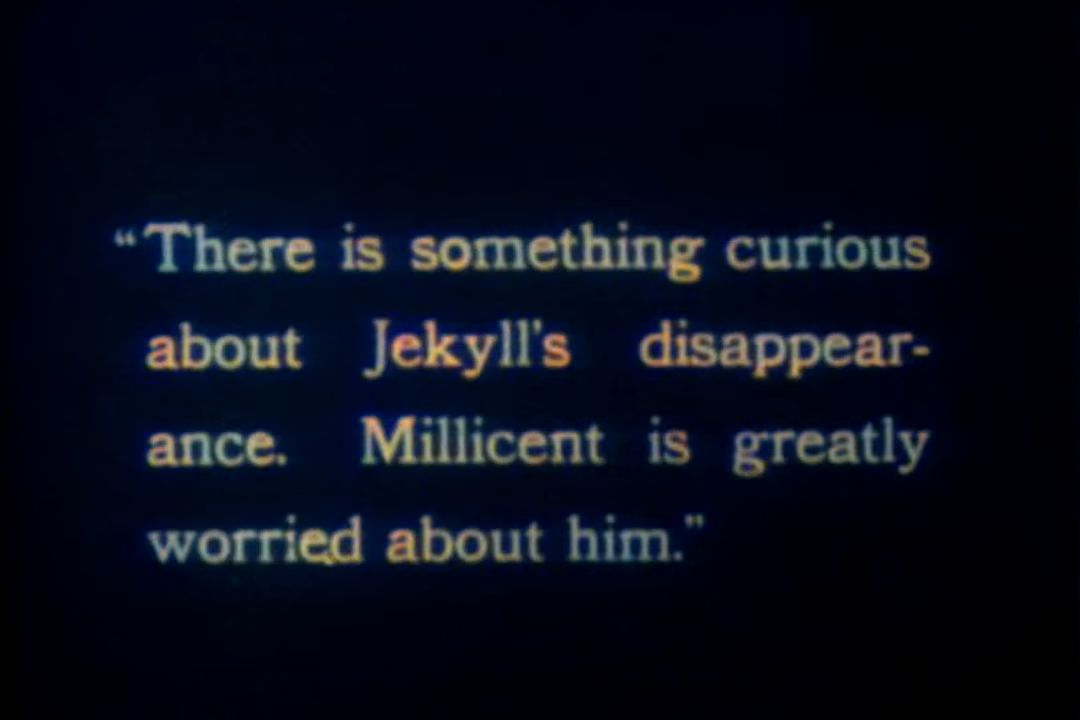 “There is something curious
about Jekyll's disappear-
ance. Millicent is greatly
worried about him.”